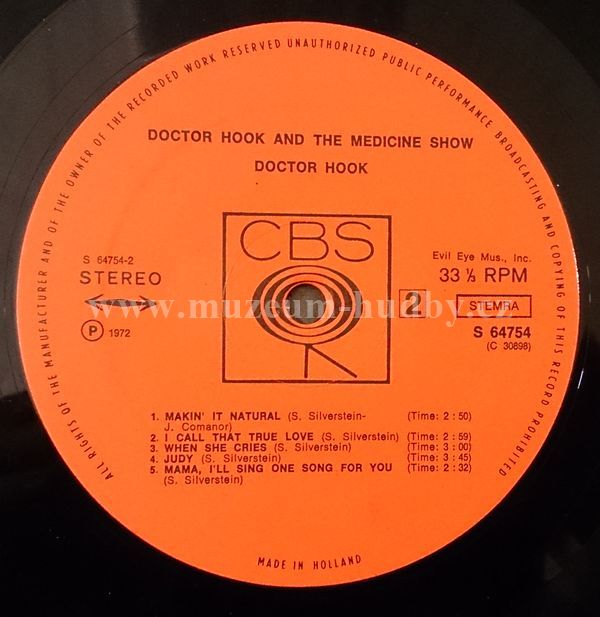 ALL RIGHTS OF THE MANUFACTURER AND OF THE OWNER OF THE RECORDED WORK RESERVED UNAUTHORIZED PUBLIC PERFORMANCE BROADCASTING AND COPYING OF THIS RECORD PROHIBITED
DOCTOR HOOK AND THE MEDICINE SHOW
DOCTOR HOOK
CBS
S 64754-2
STEREO
Ⓟ 1972
Evil Eye Mus., Inc.
33 ⅓ RPM
2 STEMRA
S 64754
(C 30898)
www.muzeum-hudby.cz
1. MAKIN' IT NATURAL (S. Silverstein- (Time: 2 : 50)
J. Comanor)
2. I CALL THAT TRUE LOVE (S. Silverstein) (Time: 2 : 59)
3. WHEN SHE CRIES (S. Silverstein) (Time: 3 : 00)
4. JUDY (S. Silverstein) (Time: 3 : 45)
5. MAMA, I'LL SING ONE SONG FOR YOU (Time: 2 : 32)
(S. Silverstein)
MADE IN HOLLAND